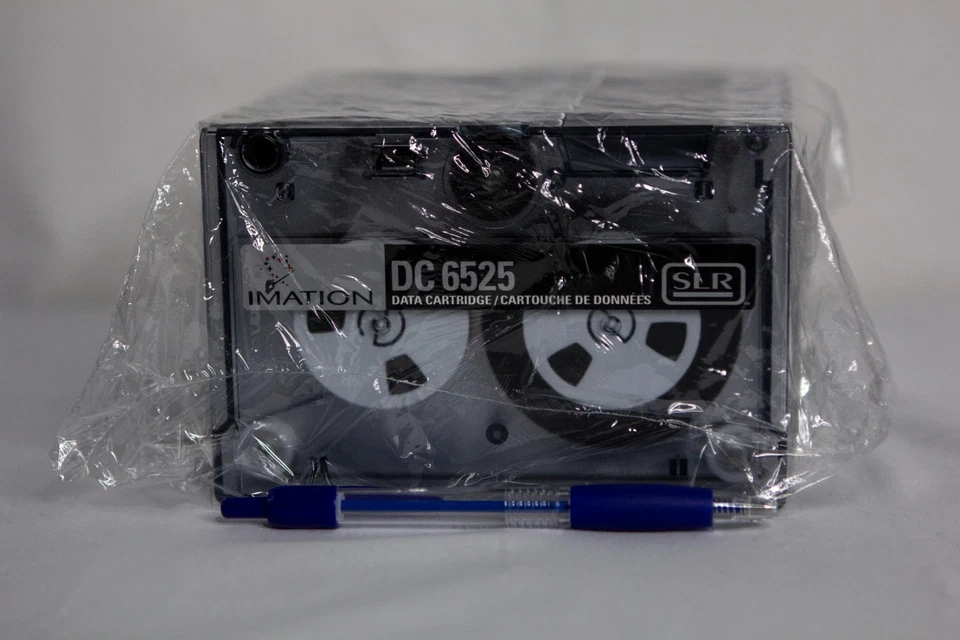 IMATION
DC 6525
DATA CARTRIDGE / CARTOUCHE DE DONNÉES
SLR